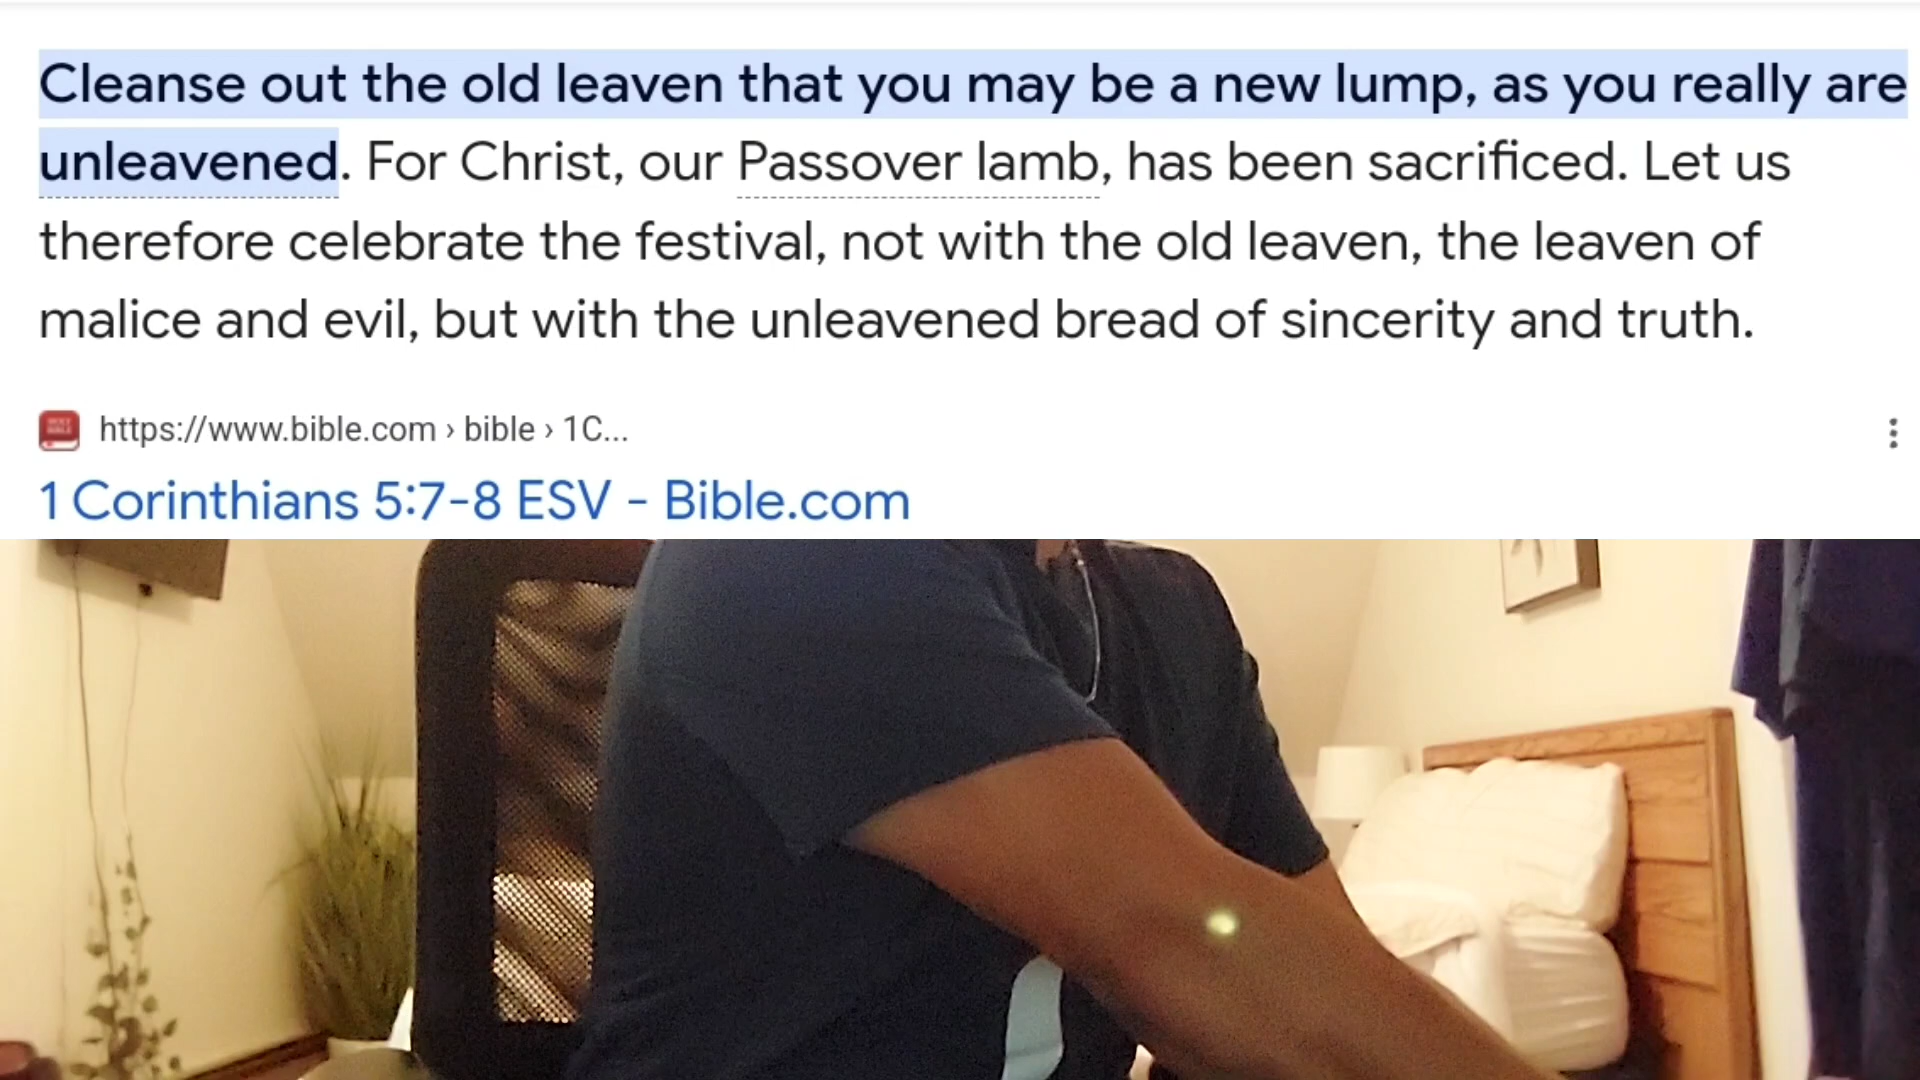 Cleanse out the old leaven that you may be a new lump, as you really are
unleavened. For Christ, our Passover lamb, has been sacrificed. Let us
therefore celebrate the festival, not with the old leaven, the leaven of
malice and evil, but with the unleavened bread of sincerity and truth.
https://www.bible.com › bible › 1C...
1 Corinthians 5:7-8 ESV - Bible.com